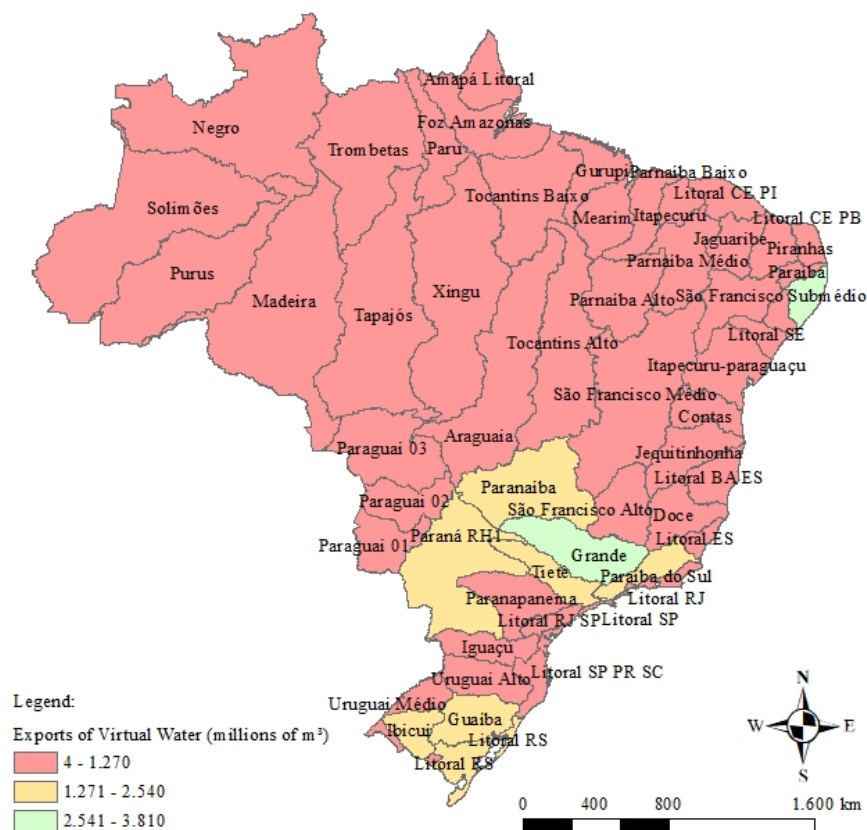 Amapá Litoral
Foz Amazonas
Negro
Trombetas
Paru
Gurupi
Parnaiba Baixo
Litoral CE PI
Tocantins Baixo
Solimões
Mearim
Itapecuru
Litoral CE PB
Jaguaribe
Piranhas
Parnaiba Médio
Paraíba
Purus
Madeira
Xingu
Parnaiba Alto
São Francisco Submédio
Tapajós
Litoral SE
Tocantins Alto
Itapecuru-paraguaçu
São Francisco Médio
Contas
Araguaia
Paraguai 03
Jequitinhonha
Litoral BA ES
Paranaíba
Paraguai 02
São Francisco Alto
Doce
Paraná RH1
Paraguai 01
Litoral ES
Grande
Tietê
Paraiba do Sul
Paranapanema
Litoral RJ
Litoral RJ SP
Litoral SP
Iguaçu
Litoral SP PR SC
Uruguai Alto
Uruguai Médio
Guaiba
Ibicui
Litoral RS
Litoral RS
Legend:
Exports of Virtual Water (millions of m³)
4 - 1.270
1.271 - 2.540
2.541 - 3.810
N
W
E
S
0 400 800 1.600 km